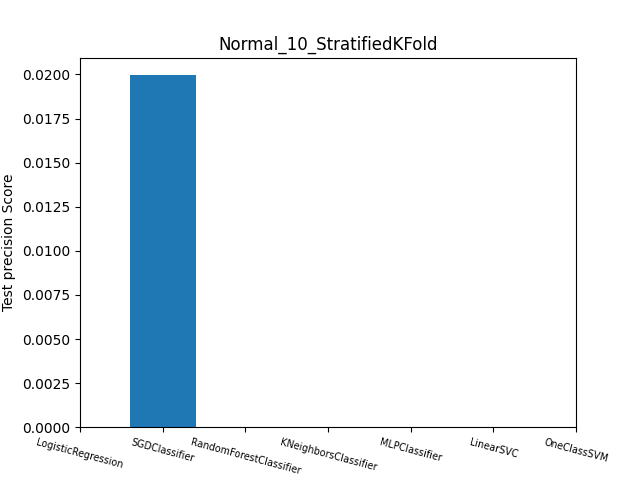 Normal_10_StratifiedKFold
Test precision Score
0.0200
0.0175
0.0150
0.0125
0.0100
0.0075
0.0050
0.0025
0.0000
LogisticRegression
SGDClassifier
RandomForestClassifier
KNeighborsClassifier
MLPClassifier
LinearSVC
OneClassSVM